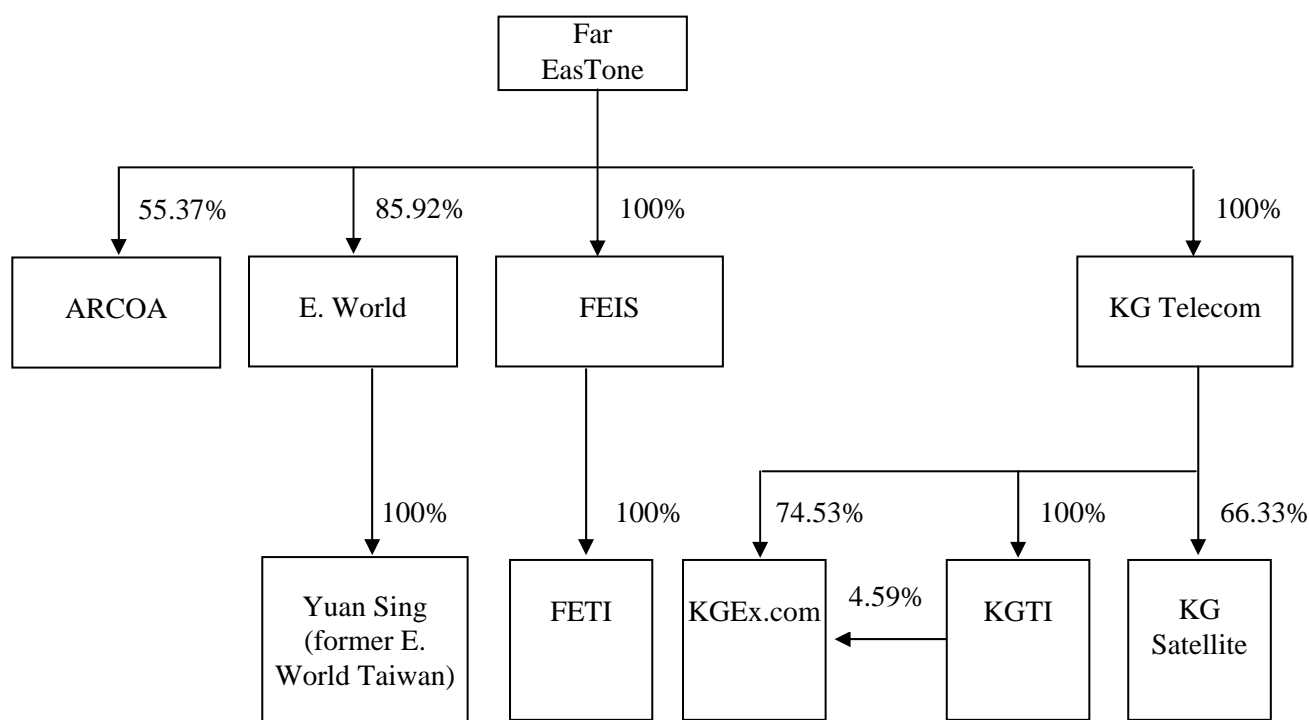 Far
EasTone
55.37%
85.92%
100%
100%
ARCOA
E. World
FEIS
KG Telecom
100%
100%
74.53%
100%
66.33%
Yuan Sing
(former E.
World Taiwan)
FETI
KGEx.com
4.59%
KGTI
KG
Satellite